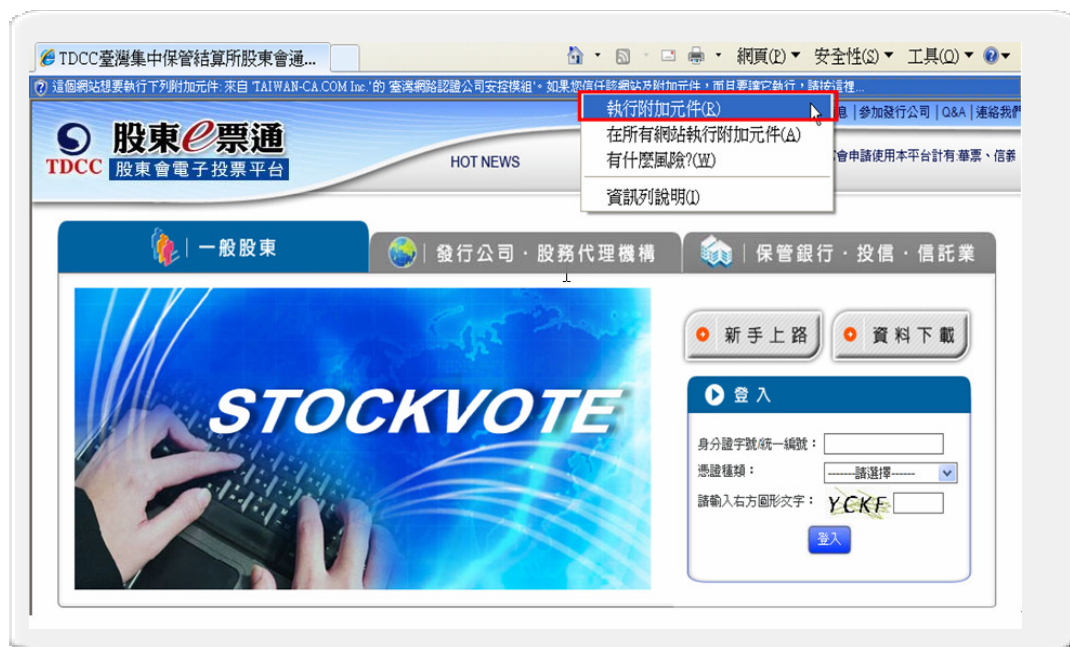 TDCC臺灣集中保管結算所股東會通...
網頁(P) 安全性(S) 工具(O)
這個網站想要執行下列附加元件: 來自 'TAIWAN-CA.COM Inc.'的 '臺灣網路認證公司安控模組'。如果您信任該網站及附加元件，而且要讓它執行，請按這裡...
執行附加元件(R)
在所有網站執行附加元件(A)
有什麼風險?(W)
資訊列說明(I)
息 | 參加發行公司 | Q&A | 連絡我們
TDCC
股東e票通
股東會電子投票平台
HOT NEWS
會申請使用本平台計有:華票、信義
一般股東
發行公司．股務代理機構
保管銀行．投信．信託業
STOCKVOTE
新手上路
資料下載
登入
身分證字號/統一編號：
憑證種類：
-------請選擇------
請輸入右方圖形文字：
YCKF
登入